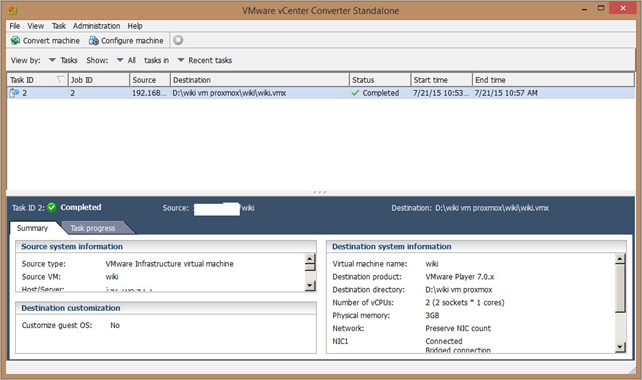 VMware vCenter Converter Standalone
File View Task Administration Help
Convert machine Configure machine
View by: Tasks Show: All tasks in Recent tasks
Task ID Job ID Source Destination Status Start time End time
2 2 192.168... D:\wiki vm proxmox\wiki\wiki.vmx Completed 7/21/15 10:53... 7/21/15 10:57 AM
Task ID 2: Completed Source: /wiki Destination: D:\wiki vm proxmox\wiki\wiki.vmx
Summary Task progress
Source system information
Source type: VMware Infrastructure virtual machine
Source VM: wiki
Host/Server:
Destination customization
Customize guest OS: No
Destination system information
Virtual machine name: wiki
Destination product: VMware Player 7.0.x
Destination directory: D:\wiki vm proxmox
Number of vCPUs: 2 (2 sockets * 1 cores)
Physical memory: 3GB
Network: Preserve NIC count
NIC1 Connected
Bridged connection